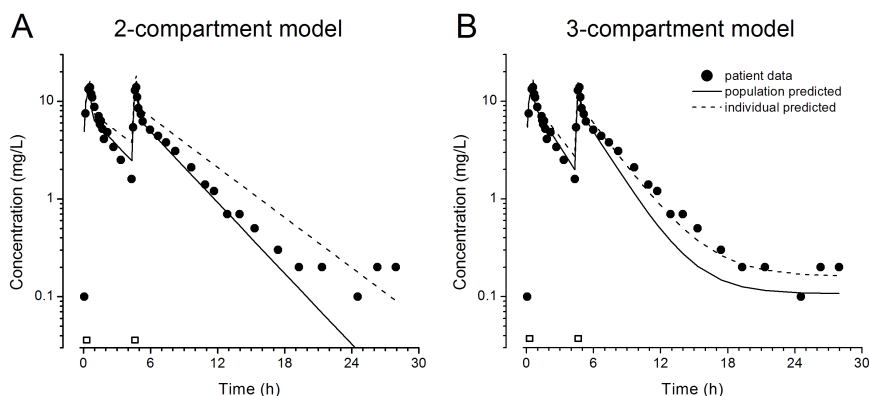 A 2-compartment model
Concentration (mg/L)
10
1
0.1
0 6 12 18 24 30
Time (h)
B 3-compartment model
patient data
population predicted
individual predicted
Concentration (mg/L)
10
1
0.1
0 6 12 18 24 30
Time (h)